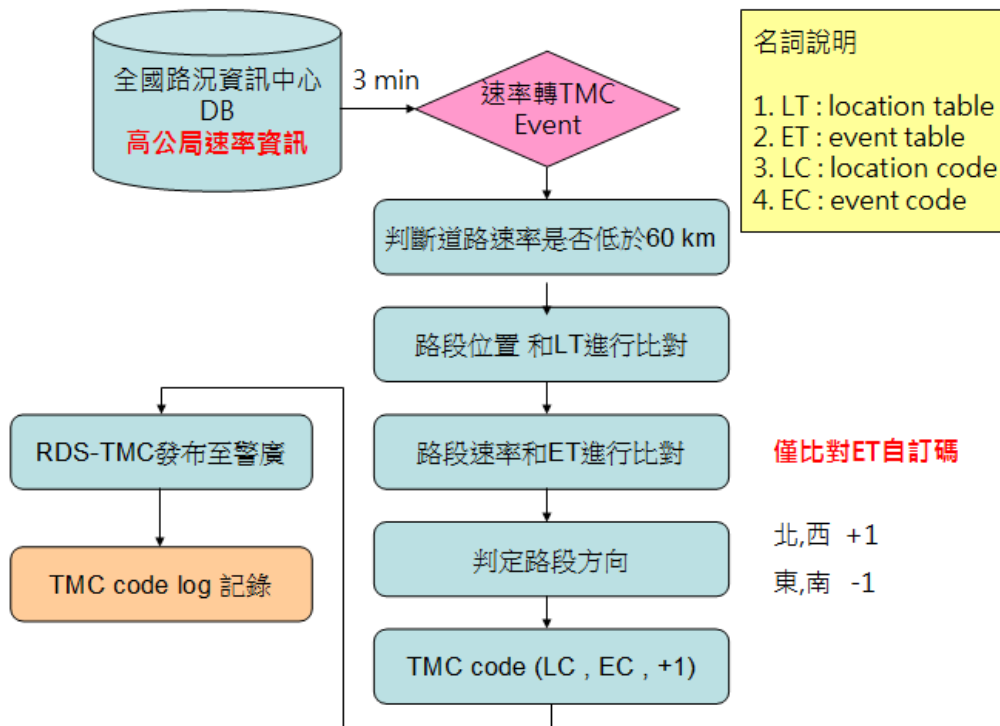 全國路況資訊中心
DB
高公局速率資訊
3 min
速率轉TMC
Event
名詞說明
1. LT : location table
2. ET : event table
3. LC : location code
4. EC : event code
判斷道路速率是否低於60 km
路段位置 和LT進行比對
路段速率和ET進行比對
僅比對ET自訂碼
判定路段方向
北,西 +1
東,南 -1
TMC code (LC , EC , +1)
RDS-TMC發布至警廣
TMC code log 記錄